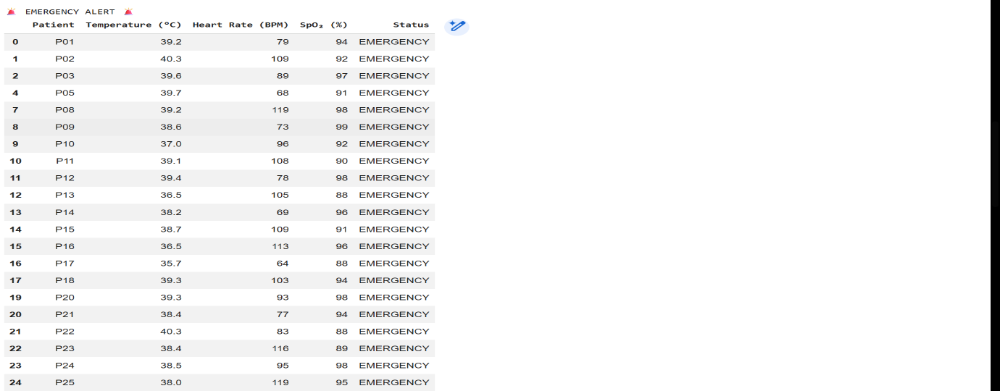 🚨 EMERGENCY ALERT 🚨
Patient Temperature (°C) Heart Rate (BPM) SpO₂ (%) Status
0 P01 39.2 79 94 EMERGENCY
1 P02 40.3 109 92 EMERGENCY
2 P03 39.6 89 97 EMERGENCY
4 P05 39.7 68 91 EMERGENCY
7 P08 39.2 119 98 EMERGENCY
8 P09 38.6 73 99 EMERGENCY
9 P10 37.0 96 92 EMERGENCY
10 P11 39.1 108 90 EMERGENCY
11 P12 39.4 78 98 EMERGENCY
12 P13 36.5 105 88 EMERGENCY
13 P14 38.2 69 96 EMERGENCY
14 P15 38.7 109 91 EMERGENCY
15 P16 36.5 113 96 EMERGENCY
16 P17 35.7 64 88 EMERGENCY
17 P18 39.3 103 94 EMERGENCY
19 P20 39.3 93 98 EMERGENCY
20 P21 38.4 77 94 EMERGENCY
21 P22 40.3 83 88 EMERGENCY
22 P23 38.4 116 89 EMERGENCY
23 P24 38.5 95 98 EMERGENCY
24 P25 38.0 119 95 EMERGENCY